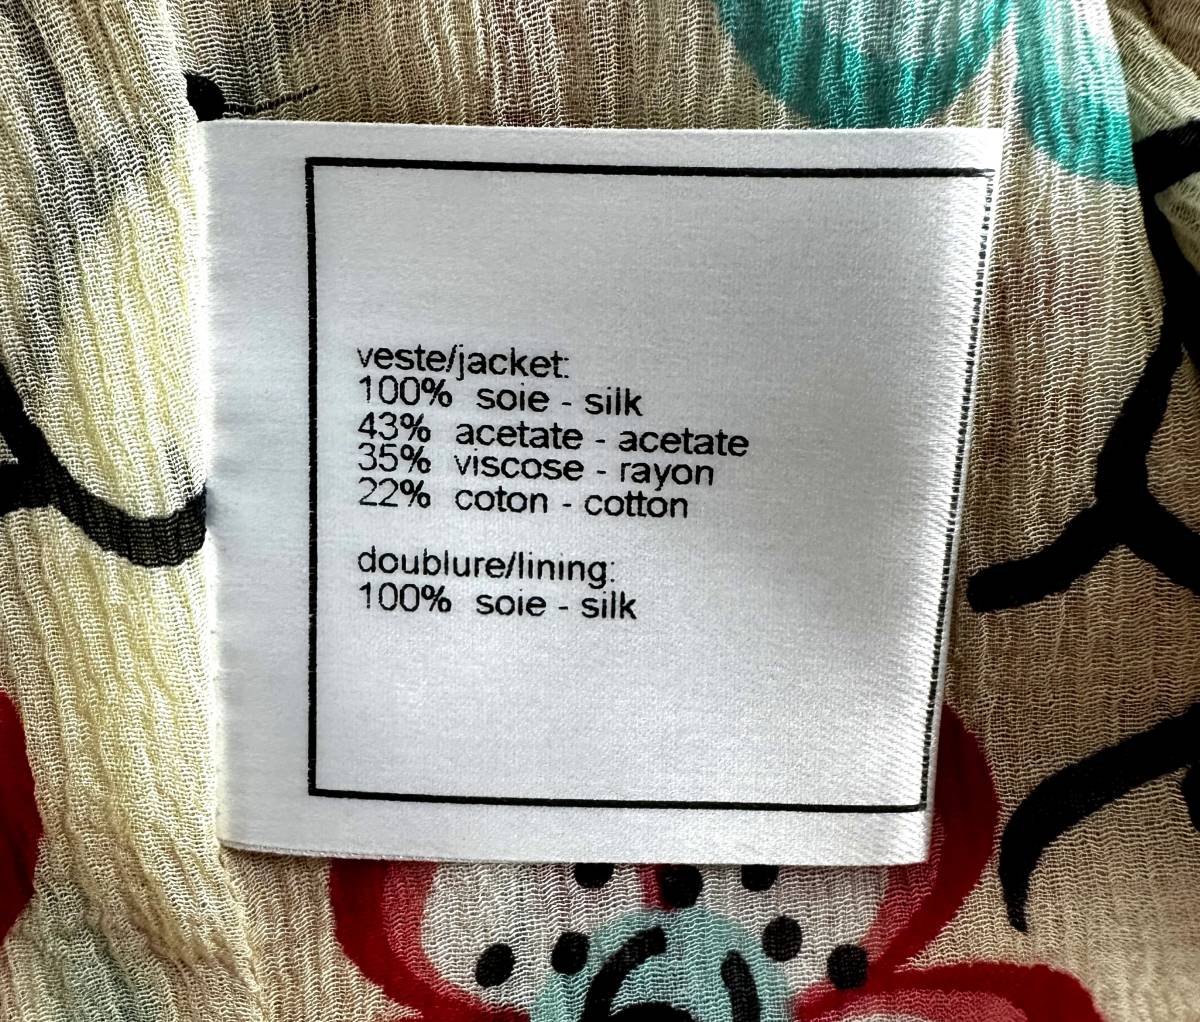 veste/jacket:
100% soie - silk
43% acetate - acetate
35% viscose - rayon
22% coton - cotton
doublure/lining:
100% soie - silk